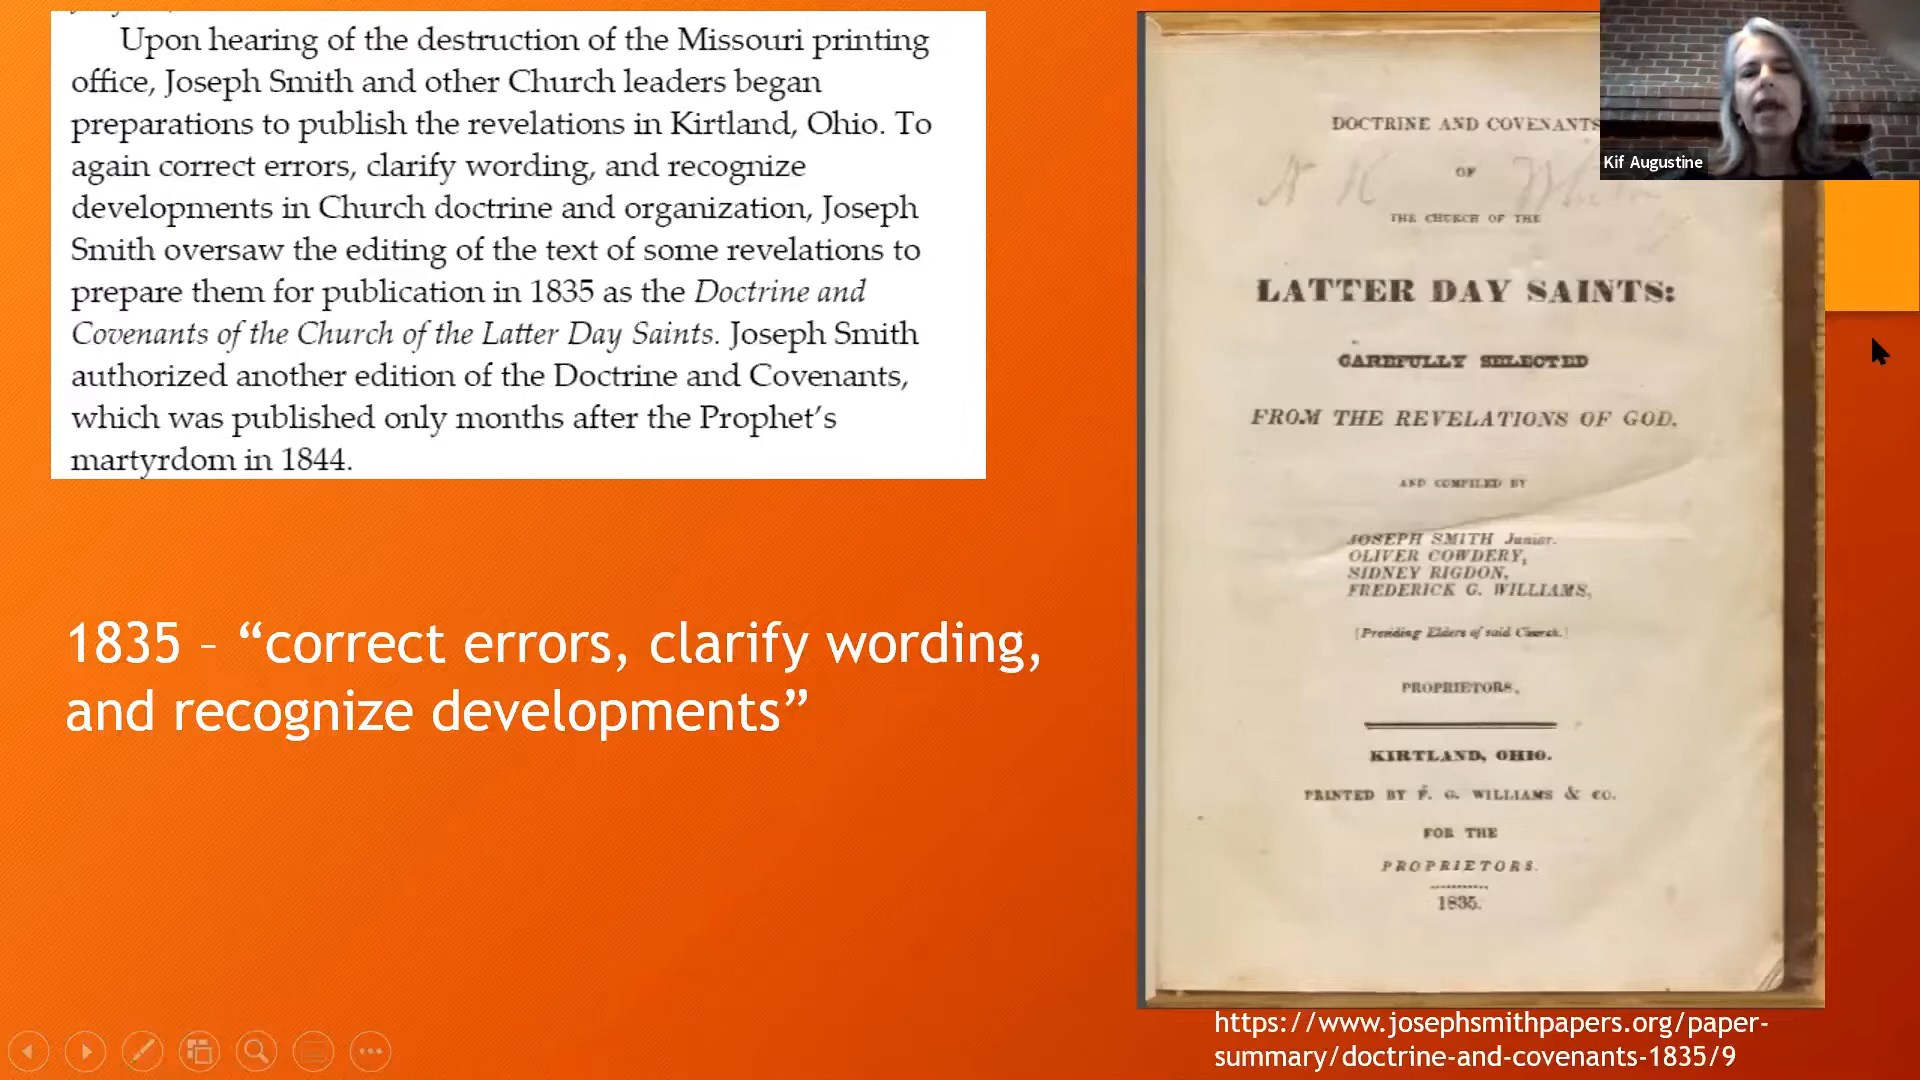 Upon hearing of the destruction of the Missouri printing
office, Joseph Smith and other Church leaders began
preparations to publish the revelations in Kirtland, Ohio. To
again correct errors, clarify wording, and recognize
developments in Church doctrine and organization, Joseph
Smith oversaw the editing of the text of some revelations to
prepare them for publication in 1835 as the Doctrine and
Covenants of the Church of the Latter Day Saints. Joseph Smith
authorized another edition of the Doctrine and Covenants,
which was published only months after the Prophet’s
martyrdom in 1844.
1835 – “correct errors, clarify wording,
and recognize developments”
DOCTRINE AND COVENANTS
OF
THE CHURCH OF THE
LATTER DAY SAINTS:
CAREFULLY SELECTED
FROM THE REVELATIONS OF GOD,
AND COMPILED BY
JOSEPH SMITH Junior.
OLIVER COWDERY,
SIDNEY RIGDON,
FREDERICK G. WILLIAMS,
[Presiding Elders of said Church.]
PROPRIETORS,
KIRTLAND, OHIO.
PRINTED BY F. G. WILLIAMS & CO.
FOR THE
PROPRIETORS.
1835.
https://www.josephsmithpapers.org/paper-
summary/doctrine-and-covenants-1835/9
Kif Augustine